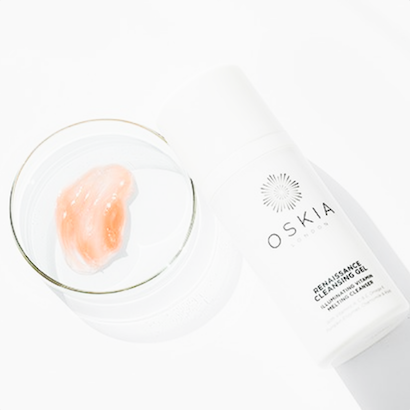 OSKIA
LONDON
RENAISSANCE
CLEANSING GEL
ILLUMINATING VITAMIN
MELTING CLEANSER